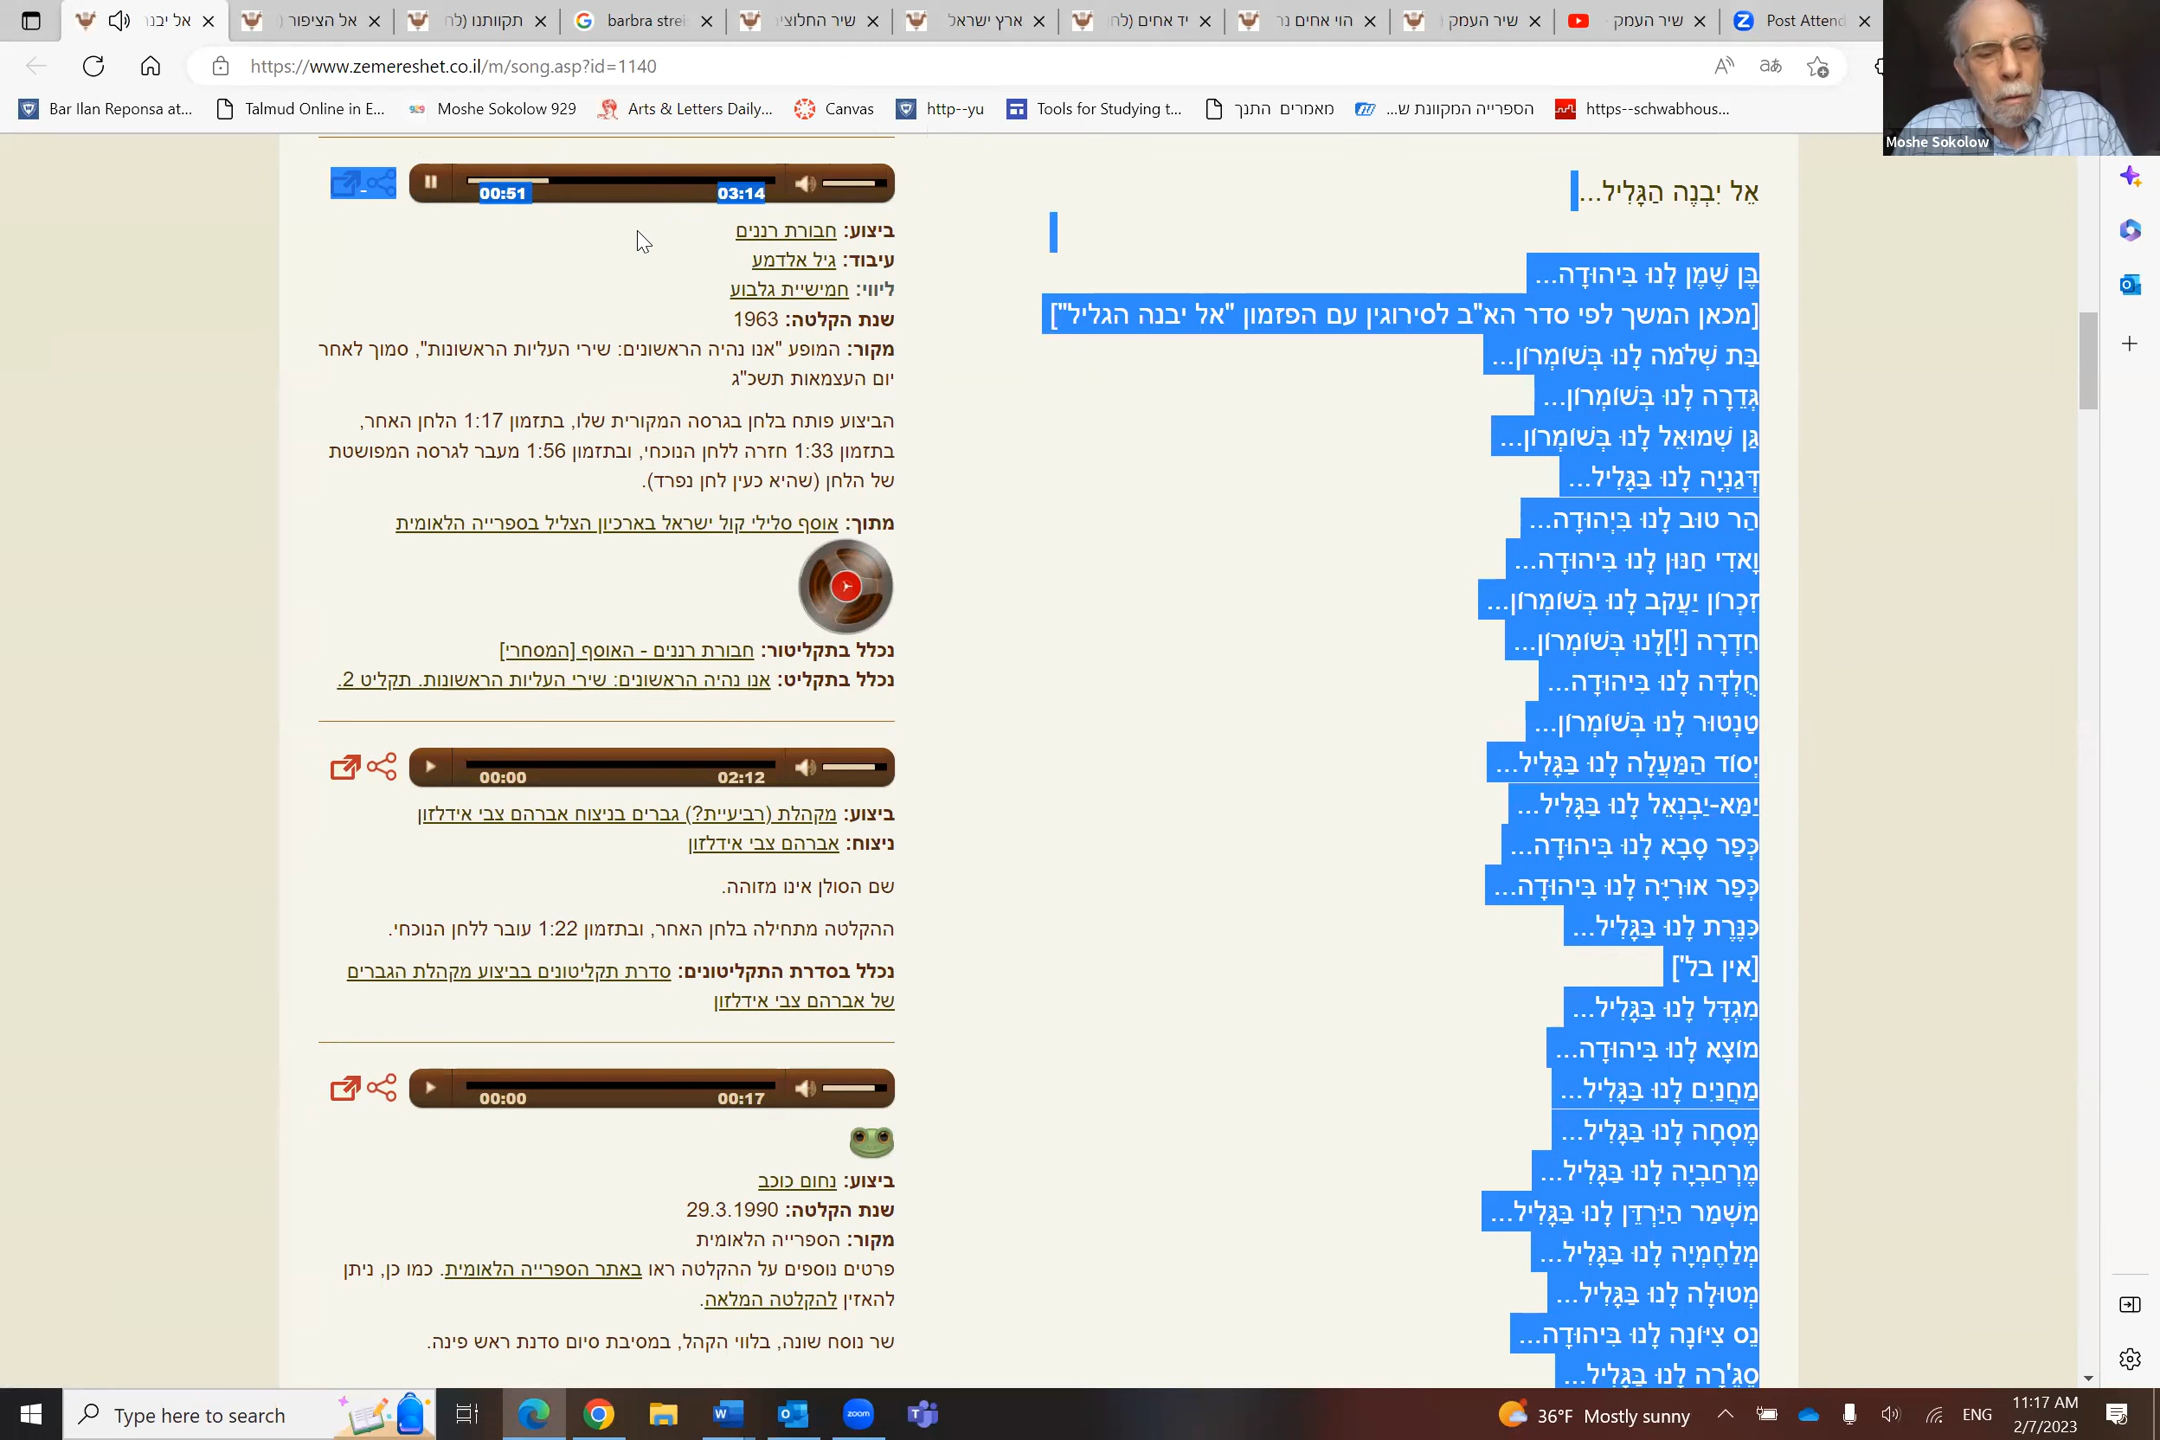 אל יבנ
אל הציפור (
תקוותנו (לח
barbra strei
שיר החלוצי
ארץ ישראל
יד אחים (לח
הוי אחים נר
שיר העמק
שיר העמק -
Post Attend
https://www.zemereshet.co.il/m/song.asp?id=1140
Bar Ilan Reponsa at...
Talmud Online in E...
Moshe Sokolow 929
Arts & Letters Daily...
Canvas
http--yu
Tools for Studying t...
מאמרים התנך
הספרייה המקוונת ש...
https--schwabhous...
Moshe Sokolow
אֵל יִבְנֶה הַגָּלִיל...
בֶּן שֶׁמֶן לָנוּ בִּיהוּדָה...
[מכאן המשך לפי סדר הא"ב לסירוגין עם הפזמון "אל יבנה הגליל"]
בַּת שְׁלֹמֹה לָנוּ בְּשׁוֹמְרוֹן...
גְּדֵרָה לָנוּ בְּשׁוֹמְרוֹן...
גַּן שְׁמוּאֵל לָנוּ בְּשׁוֹמְרוֹן...
דְּגַנְיָה לָנוּ בַּגָּלִיל...
הַר טוּב לָנוּ בִּיְהוּדָה...
וָאדִי חַנּוּן לָנוּ בִּיהוּדָה...
זִכְרוֹן יַעֲקֹב לָנוּ בְּשׁוֹמְרוֹן...
חֵדְרָה [!]לָנוּ בְּשׁוֹמְרוֹן...
חֻלְדָּה לָנוּ בִּיהוּדָה...
טַנְטוּר לָנוּ בְּשׁוֹמְרוֹן...
יְסוֹד הַמַּעֲלָה לָנוּ בַּגָּלִיל...
יַמָּא-יַבְנְאֵל לָנוּ בַּגָּלִיל...
כְּפַר סָבָא לָנוּ בִּיהוּדָה...
כְּפַר אוּרִיָּה לָנוּ בִּיהוּדָה...
כִּנֶּרֶת לָנוּ בַּגָּלִיל...
[אין בל']
מִגְדָּל לָנוּ בַּגָּלִיל...
מוֹצָא לָנוּ בִּיהוּדָה...
מַחֲנַיִם לָנוּ בַּגָּלִיל...
מֶסְחָה לָנוּ בַּגָּלִיל...
מֶרְחַבְיָה לָנוּ בַּגָּלִיל...
מִשְׁמַר הַיַּרְדֵּן לָנוּ בַּגָּלִיל...
מְלַחֶמְיָה לָנוּ בַּגָּלִיל...
מְטוּלָה לָנוּ בַּגָּלִיל...
נֵס צִיּוֹנָה לָנוּ בִּיהוּדָה...
סֶגֶ'רָה לָנוּ בַּגָּלִיל...
00:51 03:14
ביצוע: חבורת רננים
עיבוד: גיל אלדמע
ליווי: חמישיית גלבוע
שנת הקלטה: 1963
מקור: המופע "אנו נהיה הראשונים: שירי העליות הראשונות", סמוך לאחר
יום העצמאות תשכ"ג
הביצוע פותח בלחן בגרסה המקורית שלו, בתזמון 1:17 הלחן האחר,
בתזמון 1:33 חזרה ללחן הנוכחי, ובתזמון 1:56 מעבר לגרסה המפושטת
של הלחן (שהיא כעין לחן נפרד).
מתוך: אוסף סלילי קול ישראל בארכיון הצליל בספרייה הלאומית
נכלל בתקליטור: חבורת רננים - האוסף [המסחרי]
נכלל בתקליט: אנו נהיה הראשונים: שירי העליות הראשונות. תקליט 2.
00:00 02:12
ביצוע: מקהלת (רביעיית?) גברים בניצוח אברהם צבי אידלזון
ניצוח: אברהם צבי אידלזון
שם הסולן אינו מזוהה.
ההקלטה מתחילה בלחן האחר, ובתזמון 1:22 עובר ללחן הנוכחי.
נכלל בסדרת התקליטונים: סדרת תקליטונים בביצוע מקהלת הגברים
של אברהם צבי אידלזון
00:00 00:17
ביצוע: נחום כוכב
שנת הקלטה: 29.3.1990
מקור: הספרייה הלאומית
פרטים נוספים על ההקלטה ראו באתר הספרייה הלאומית. כמו כן, ניתן
להאזין להקלטה המלאה.
שר נוסח שונה, בלווי הקהל, במסיבת סיום סדנת ראש פינה.
Type here to search
36°F Mostly sunny
ENG
11:17 AM
2/7/2023